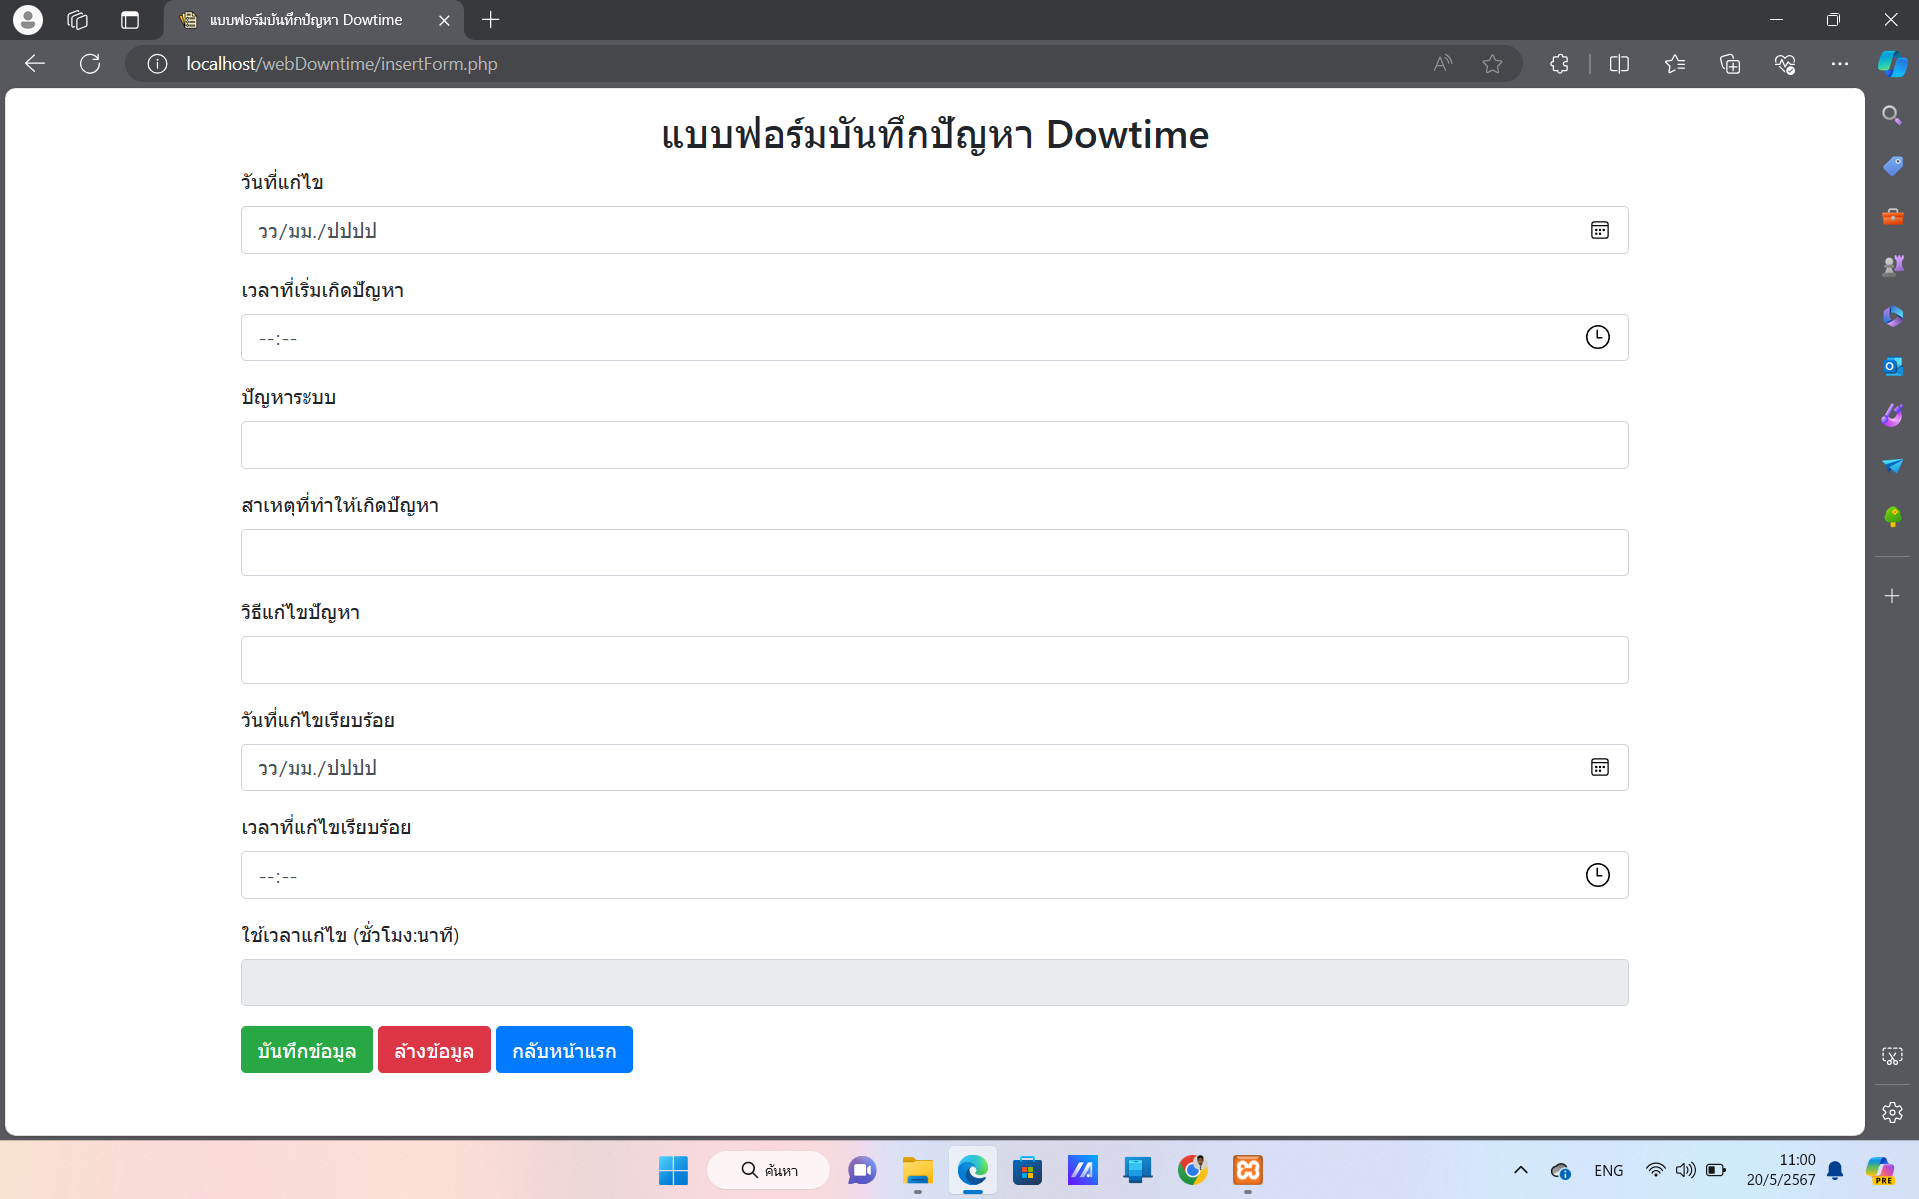 แบบฟอร์มบันทึกปัญหา Dowtime
localhost/webDowntime/insertForm.php
แบบฟอร์มบันทึกปัญหา Dowtime
วันที่แก้ไข
วว/มม./ปปปป
เวลาที่เริ่มเกิดปัญหา
--:--
ปัญหาระบบ
สาเหตุที่ทำให้เกิดปัญหา
วิธีแก้ไขปัญหา
วันที่แก้ไขเรียบร้อย
วว/มม./ปปปป
เวลาที่แก้ไขเรียบร้อย
--:--
ใช้เวลาแก้ไข (ชั่วโมง:นาที)
บันทึกข้อมูล ล้างข้อมูล กลับหน้าแรก
ค้นหา
ENG
11:00
20/5/2567
PRE